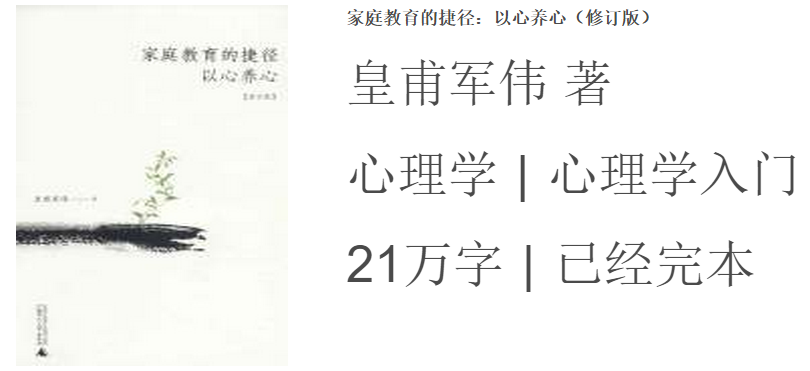 家庭教育的捷径
以心养心
家庭教育的捷径：以心养心（修订版）
皇甫军伟 著
心理学 | 心理学入门
21万字 | 已经完本